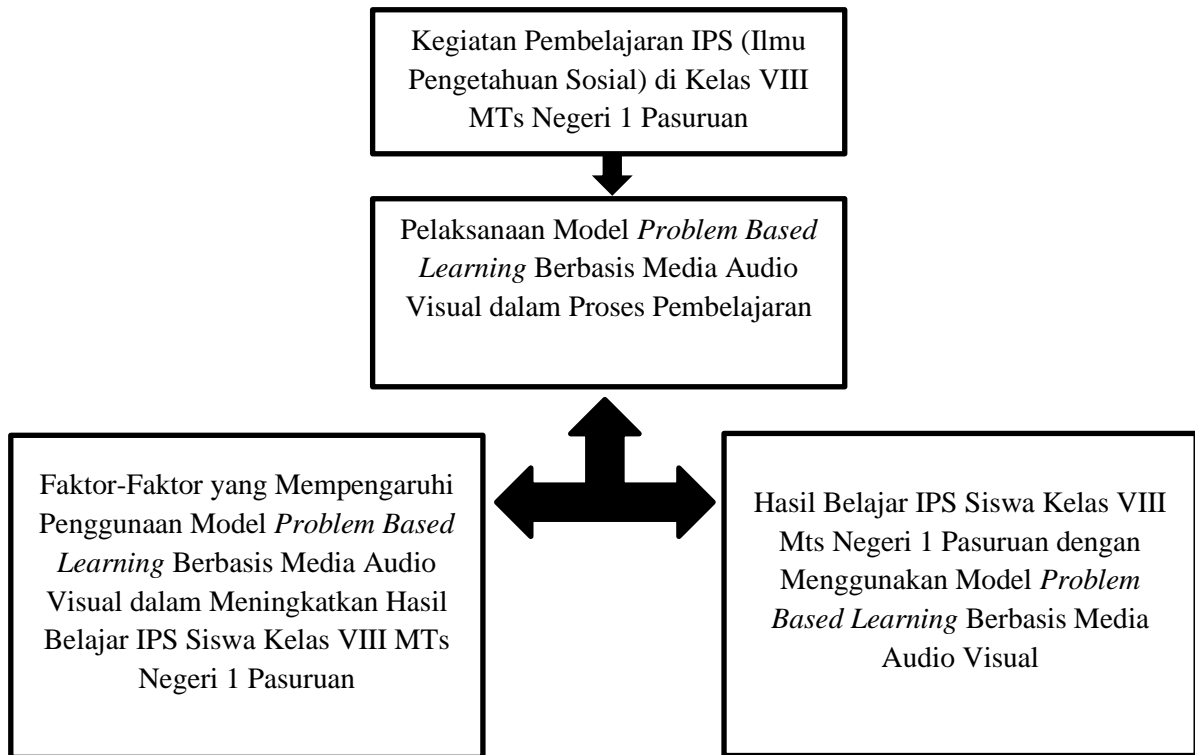 Kegiatan Pembelajaran IPS (Ilmu
Pengetahuan Sosial) di Kelas VIII
MTs Negeri 1 Pasuruan
Pelaksanaan Model Problem Based
Learning Berbasis Media Audio
Visual dalam Proses Pembelajaran
Faktor-Faktor yang Mempengaruhi
Penggunaan Model Problem Based
Learning Berbasis Media Audio
Visual dalam Meningkatkan Hasil
Belajar IPS Siswa Kelas VIII MTs
Negeri 1 Pasuruan
Hasil Belajar IPS Siswa Kelas VIII
Mts Negeri 1 Pasuruan dengan
Menggunakan Model Problem
Based Learning Berbasis Media
Audio Visual